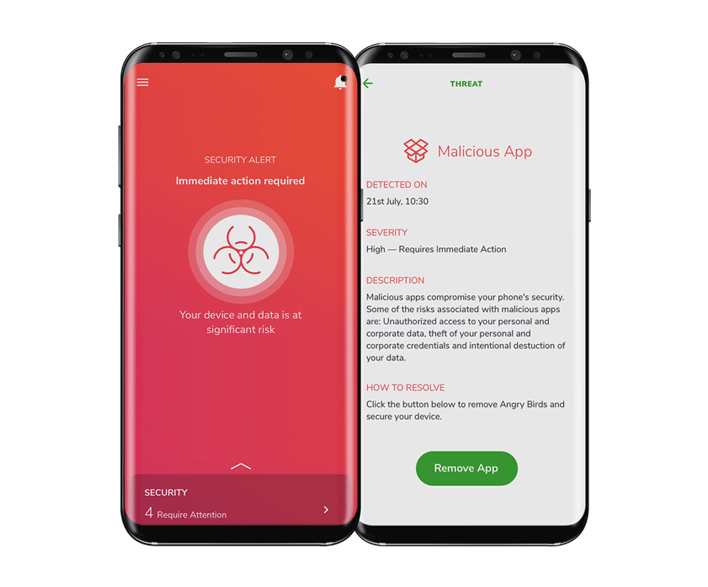 SECURITY ALERT
Immediate action required
Your device and data is at
significant risk
SECURITY
4 Require Attention
THREAT
Malicious App
DETECTED ON
21st July, 10:30
SEVERITY
High — Requires Immediate Action
DESCRIPTION
Malicious apps compromise your phone's security.
Some of the risks associated with malicious apps
are: Unauthorized access to your personal and
corporate data, theft of your personal and
corporate credentials and intentional destuction of
your data.
HOW TO RESOLVE
Click the button below to remove Angry Birds and
secure your device.
Remove App